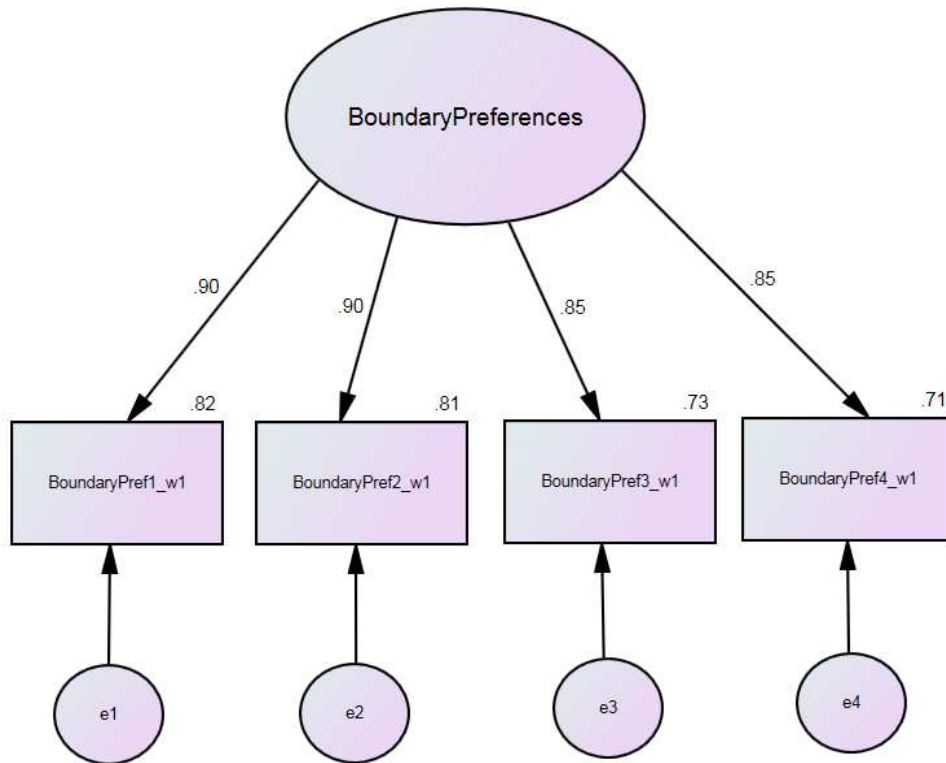 BoundaryPreferences
.90
.90
.85
.85
.82
.81
.73
.71
BoundaryPref1_w1
BoundaryPref2_w1
BoundaryPref3_w1
BoundaryPref4_w1
e1
e2
e3
e4